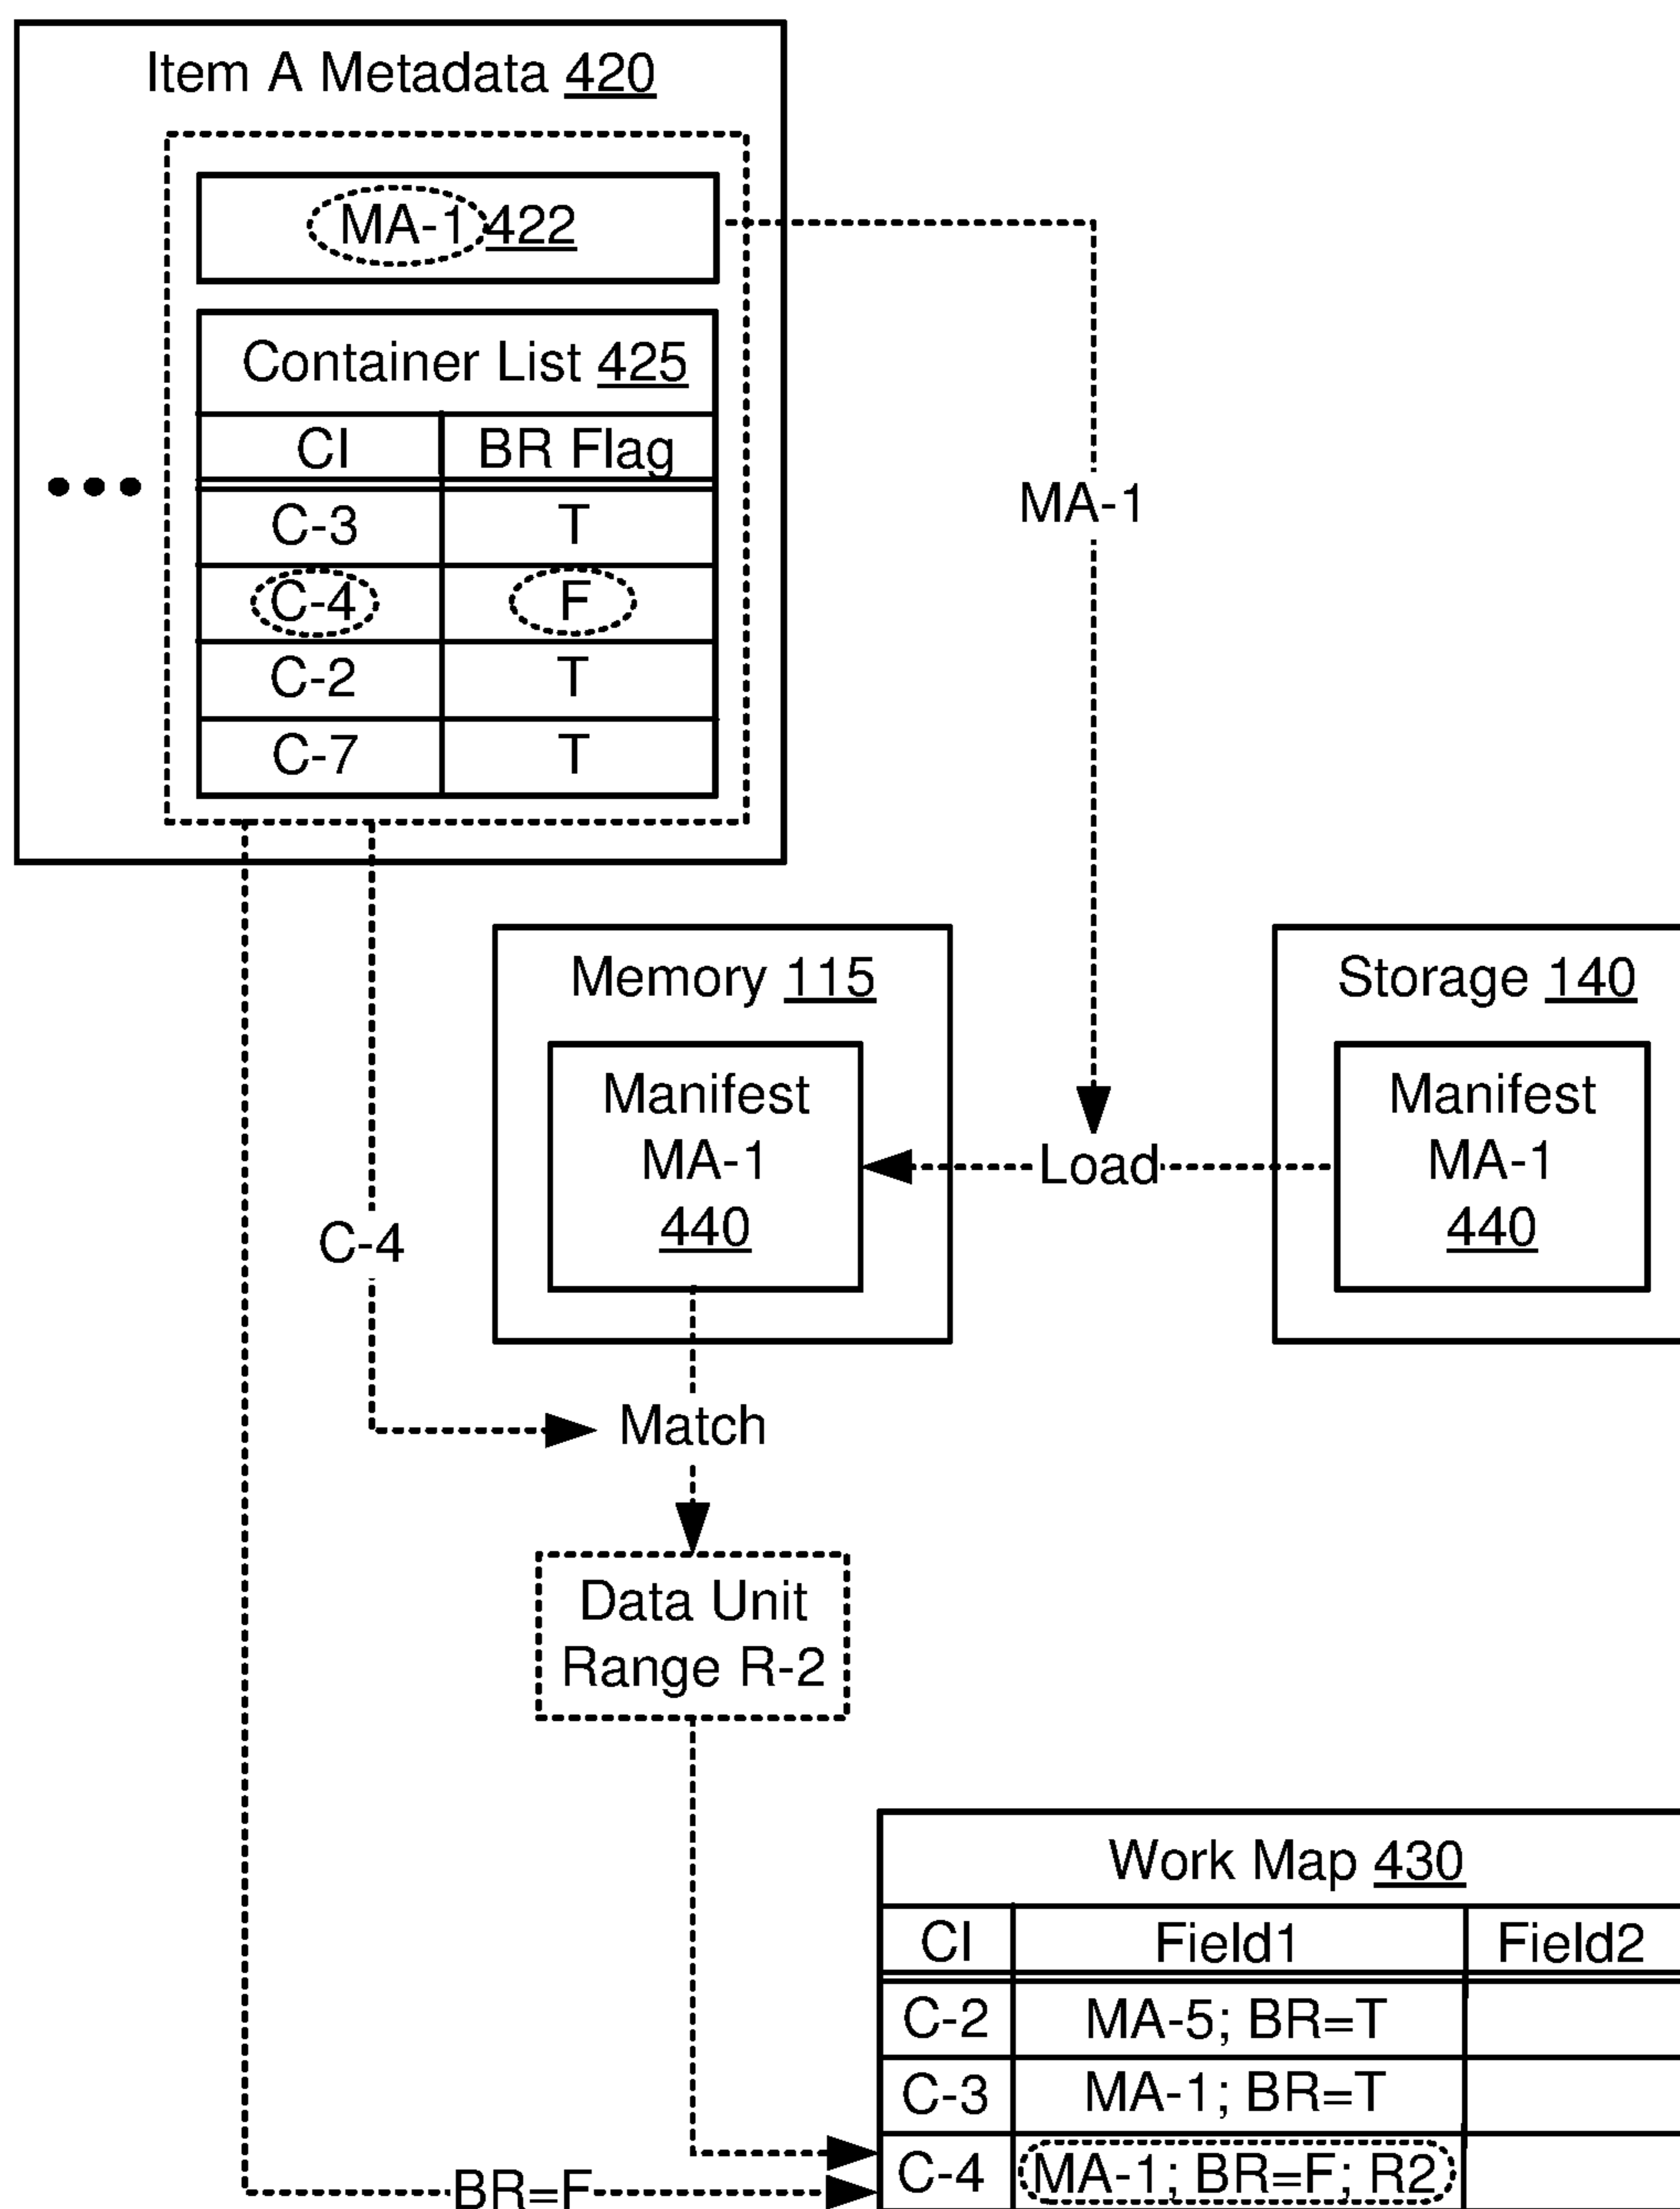 Item A Metadata 420
MA-1 422
Container List 425
CI BR Flag
C-3 T
C-4 F
C-2 T
C-7 T
MA-1
Memory 115
Manifest
MA-1
440
Load
Storage 140
Manifest
MA-1
440
C-4
Match
Data Unit
Range R-2
BR=F
Work Map 430
CI Field1 Field2
C-2 MA-5; BR=T
C-3 MA-1; BR=T
C-4 MA-1; BR=F; R2